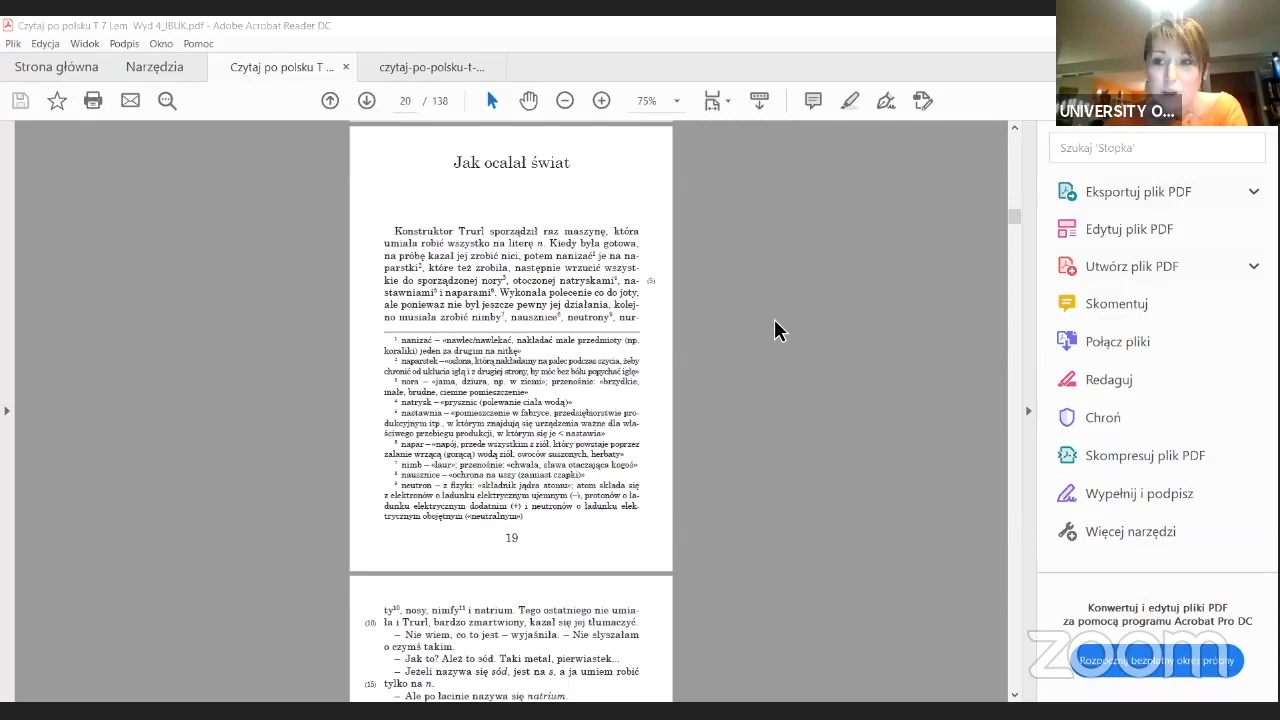 Czytaj po polsku T 7 Lem Wyd 4_IBUK.pdf - Adobe Acrobat Reader DC
Plik Edycja Widok Podpis Okno Pomoc
Strona główna Narzędzia Czytaj po polsku T ... × czytaj-po-polsku-t-...
20 / 138 75%
UNIVERSITY O...
Szukaj 'Stopka'
Eksportuj plik PDF
Edytuj plik PDF
Utwórz plik PDF
Skomentuj
Połącz pliki
Redaguj
Chroń
Skompresuj plik PDF
Wypełnij i podpisz
Więcej narzędzi
Konwertuj i edytuj pliki PDF
za pomocą programu Acrobat Pro DC
Rozpocznij bezpłatny okres próbny
zoom
Jak ocalał świat
Konstruktor Trurl sporządził raz maszynę, która
umiała robić wszystko na literę n. Kiedy była gotowa,
na próbę kazał jej zrobić nici, potem nanizać¹ je na na-
parstki², które też zrobiła, następnie wrzucić wszyst-
kie do sporządzonej nory³, otoczonej natryskami⁴, na-
stawniami⁵ i naparami⁶. Wykonała polecenie co do joty,
ale ponieważ nie był jeszcze pewny jej działania, kolej-
no musiała zrobić nimby⁷, nausznice⁸, neutrony⁹, nur-
(5)
¹ nanizać – «nawlec/nawlekać, nakładać małe przedmioty (np.
koraliki) jeden za drugim na nitkę»
² naparstek – «osłona, którą nakładamy na palec podczas szycia, żeby
chronić od ukłucia igłą i z drugiej strony, by móc bez bólu popychać igłę»
³ nora – «jama, dziura, np. w ziemi»; przenośnie: «brzydkie,
małe, brudne, ciemne pomieszczenie»
⁴ natrysk – «prysznic (polewanie ciała wodą)»
⁵ nastawnia – «pomieszczenie w fabryce, przedsiębiorstwie pro-
dukcyjnym itp., w którym znajdują się urządzenia ważne dla wła-
ściwego przebiegu produkcji, w którym się je < nastawia»
⁶ napar – «napój, przede wszystkim z ziół, który powstaje poprzez
zalanie wrzącą (gorącą) wodą ziół, owoców suszonych, herbaty»
⁷ nimb – «laur»; przenośnie: «chwała, sława otaczająca kogoś»
⁸ nausznice – «ochrona na uszy (zamiast czapki)»
⁹ neutron – z fizyki: «składnik jądra atomu»; atom składa się
z elektronów o ładunku elektrycznym ujemnym (–), protonów o ła-
dunku elektrycznym dodatnim (+) i neutronów o ładunku elek-
trycznym obojętnym («neutralnym»)
19
ty¹⁰, nosy, nimfy¹¹ i natrium. Tego ostatniego nie umia-
(10) ła i Trurl, bardzo zmartwiony, kazał się jej tłumaczyć.
– Nie wiem, co to jest – wyjaśniła. – Nie słyszałam
o czymś takim.
– Jak to? Ależ to sód. Taki metal, pierwiastek...
– Jeżeli nazywa się sód, jest na s, a ja umiem robić
(15) tylko na n.
– Ale po łacinie nazywa się natrium.